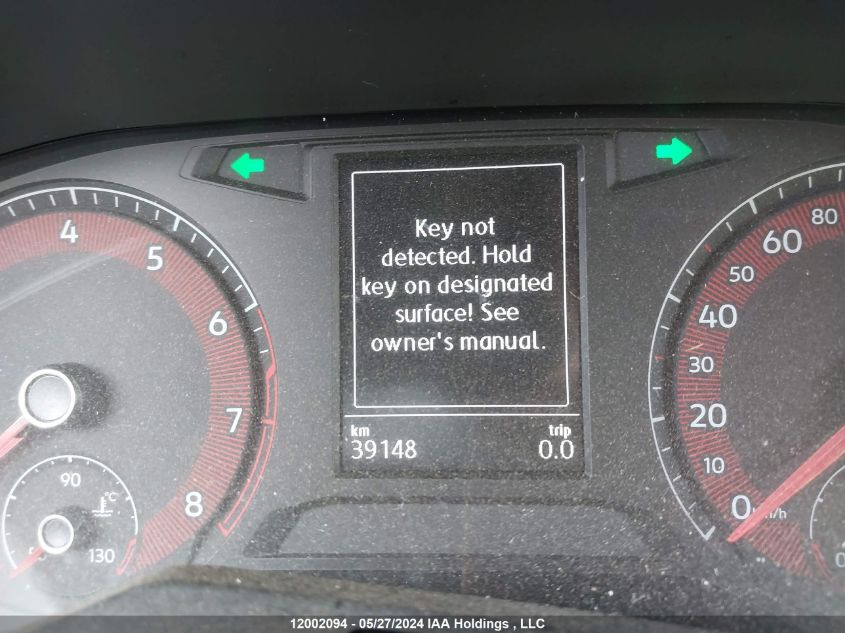 Key not
detected. Hold
key on designated
surface! See
owner's manual.
km
trip
39148
0.0
4
5
6
7
8
90
°C
130
80
60
50
40
30
20
10
0
12002094 - 05/27/2024 IAA Holdings , LLC